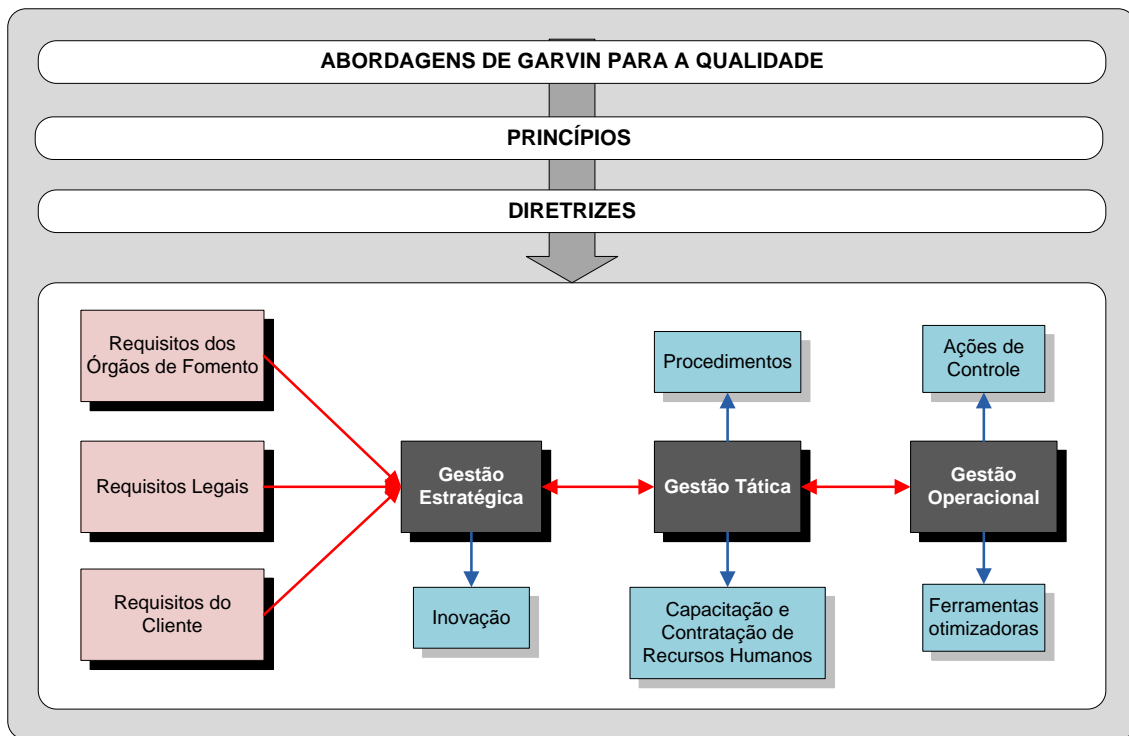 ABORDAGENS DE GARVIN PARA A QUALIDADE
PRINCÍPIOS
DIRETRIZES
Requisitos dos
Órgãos de Fomento
Procedimentos
Ações de
Controle
Requisitos Legais
Gestão
Estratégica
Gestão Tática
Gestão
Operacional
Requisitos do
Cliente
Inovação
Capacitação e
Contratação de
Recursos Humanos
Ferramentas
otimizadoras